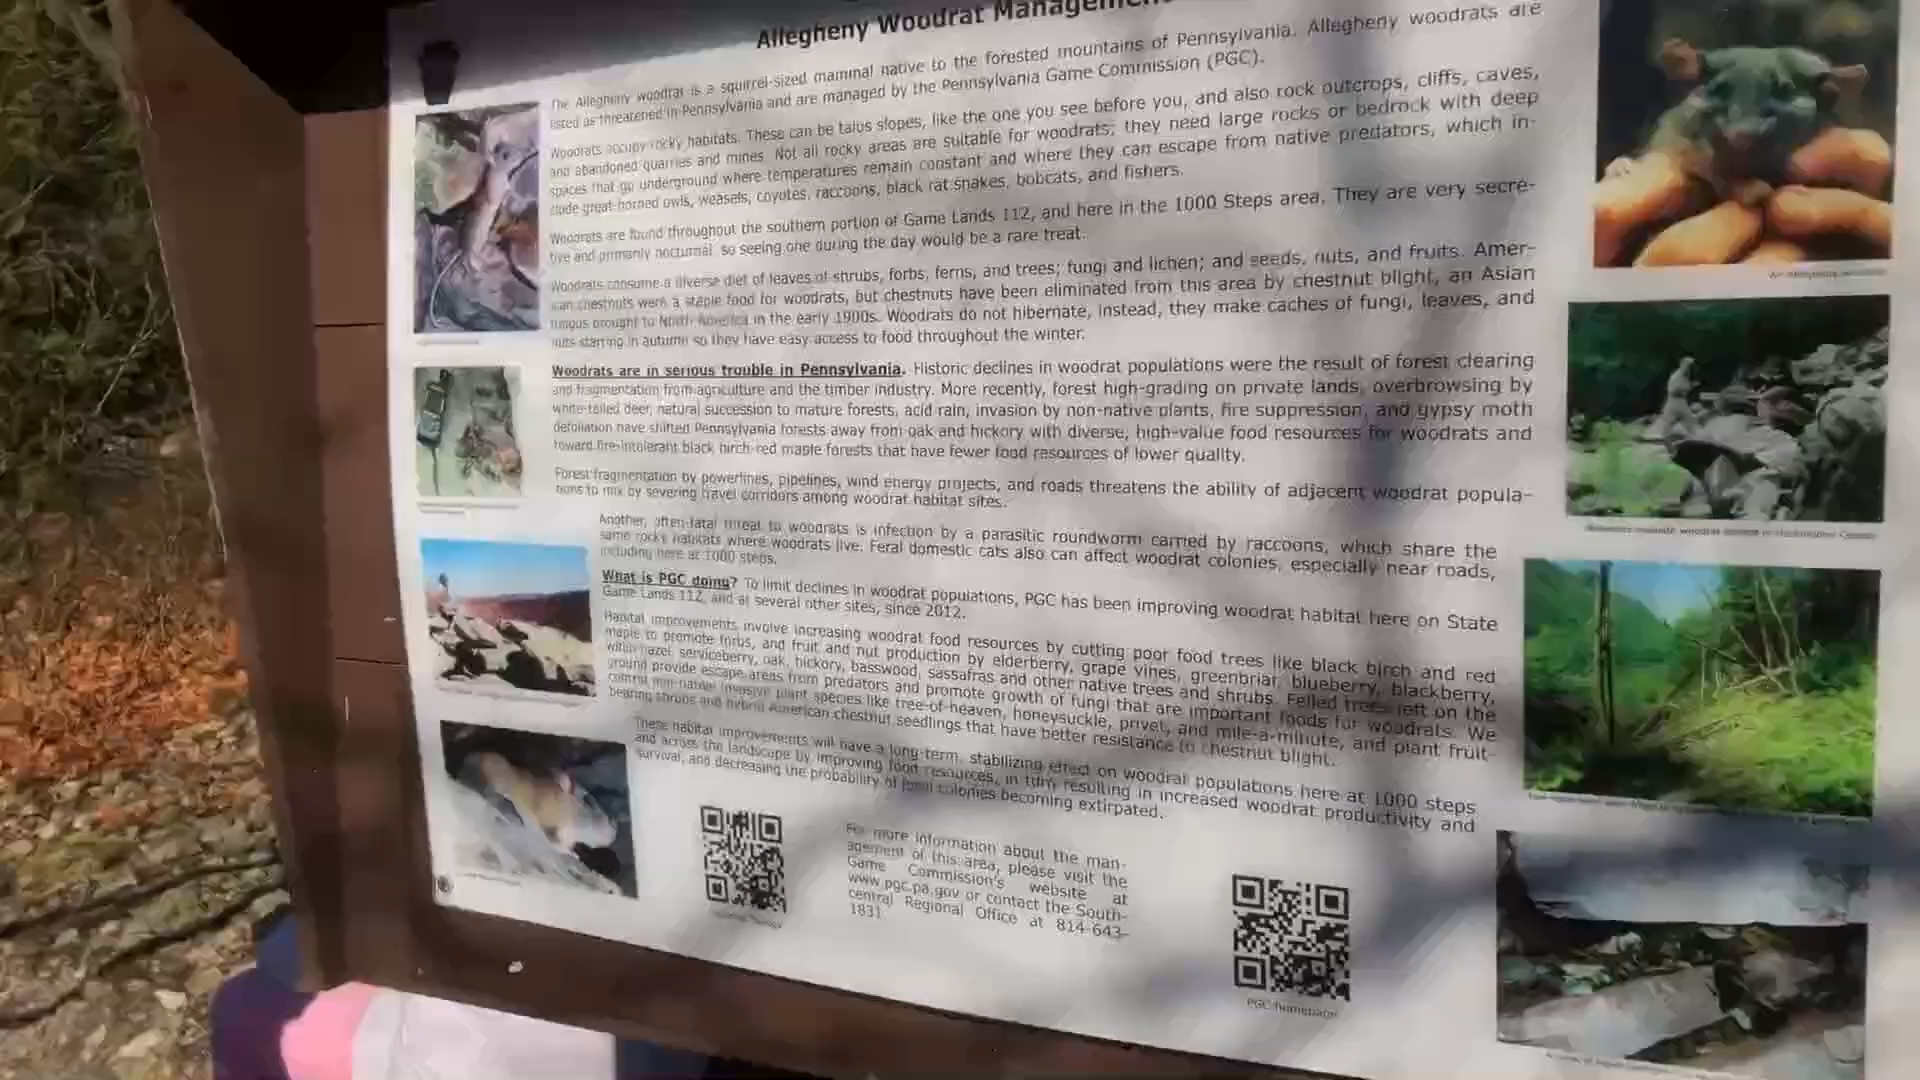 Allegheny Woodrat Management
The Allegheny woodrat is a squirrel-sized mammal native to the forested mountains of Pennsylvania. Allegheny woodrats are
listed as threatened in Pennsylvania and are managed by the Pennsylvania Game Commission (PGC).
Woodrats occupy rocky habitats. These can be talus slopes, like the one you see before you, and also rock outcrops, cliffs, caves,
and abandoned quarries and mines. Not all rocky areas are suitable for woodrats; they need large rocks or bedrock with deep
spaces that go underground where temperatures remain constant and where they can escape from native predators, which in-
clude great-horned owls, weasels, coyotes, raccoons, black rat snakes, bobcats, and fishers.
Woodrats are found throughout the southern portion of Game Lands 112, and here in the 1000 Steps area. They are very secre-
tive and primarily nocturnal, so seeing one during the day would be a rare treat.
Woodrats consume a diverse diet of leaves of shrubs, forbs, ferns, and trees; fungi and lichen; and seeds, nuts, and fruits. Amer-
ican chestnuts were a staple food for woodrats, but chestnuts have been eliminated from this area by chestnut blight, an Asian
fungus brought to North America in the early 1900s. Woodrats do not hibernate, instead, they make caches of fungi, leaves, and
nuts starting in autumn so they have easy access to food throughout the winter.
Woodrats are in serious trouble in Pennsylvania. Historic declines in woodrat populations were the result of forest clearing
and fragmentation from agriculture and the timber industry. More recently, forest high-grading on private lands, overbrowsing by
white-tailed deer, natural succession to mature forests, acid rain, invasion by non-native plants, fire suppression, and gypsy moth
defoliation have shifted Pennsylvania forests away from oak and hickory with diverse, high-value food resources for woodrats and
toward fire-intolerant black birch-red maple forests that have fewer food resources of lower quality.
Forest fragmentation by powerlines, pipelines, wind energy projects, and roads threatens the ability of adjacent woodrat popula-
tions to mix by severing travel corridors among woodrat habitat sites.
Another, often-fatal threat to woodrats is infection by a parasitic roundworm carried by raccoons, which share the
same rocky habitats where woodrats live. Feral domestic cats also can affect woodrat colonies, especially near roads,
including here at 1000 steps.
What is PGC doing? To limit declines in woodrat populations, PGC has been improving woodrat habitat here on State
Game Lands 112, and at several other sites, since 2012.
Habitat improvements involve increasing woodrat food resources by cutting poor food trees like black birch and red
maple to promote forbs, and fruit and nut production by elderberry, grape vines, greenbriar, blueberry, blackberry,
witch-hazel, serviceberry, oak, hickory, basswood, sassafras and other native trees and shrubs. Felled trees left on the
ground provide escape areas from predators and promote growth of fungi that are important foods for woodrats. We
control non-native invasive plant species like tree-of-heaven, honeysuckle, privet, and mile-a-minute, and plant fruit-
bearing shrubs and hybrid American chestnut seedlings that have better resistance to chestnut blight.
These habitat improvements will have a long-term, stabilizing effect on woodrat populations here at 1000 steps
and across the landscape by improving food resources, in turn resulting in increased woodrat productivity and
survival, and decreasing the probability of local colonies becoming extirpated.
For more information about the man-
agement of this area, please visit the
Game Commission's website at
www.pgc.pa.gov or contact the South-
central Regional Office at 814-643-
1831.
PGC homepage